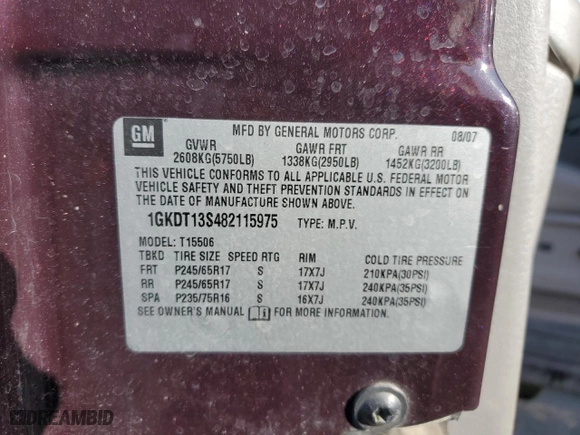 GM
MFD BY GENERAL MOTORS CORP. 08/07
GVWR GAWR FRT GAWR RR
2608KG(5750LB) 1338KG(2950LB) 1452KG(3200LB)
THIS VEHICLE CONFORMS TO ALL APPLICABLE U.S. FEDERAL MOTOR
VEHICLE SAFETY AND THEFT PREVENTION STANDARDS IN EFFECT ON
THE DATE OF MANUFACTURE SHOWN ABOVE.
1GKDT13S482115975 TYPE: M.P.V.
MODEL: T15506
TBKD TIRE SIZE SPEED RTG RIM COLD TIRE PRESSURE
FRT P245/65R17 S 17X7J 210KPA(30PSI)
RR P245/65R17 S 17X7J 240KPA(35PSI)
SPA P235/75R16 S 16X7J 240KPA(35PSI)
SEE OWNER'S MANUAL FOR MORE INFORMATION.
DREAMBID